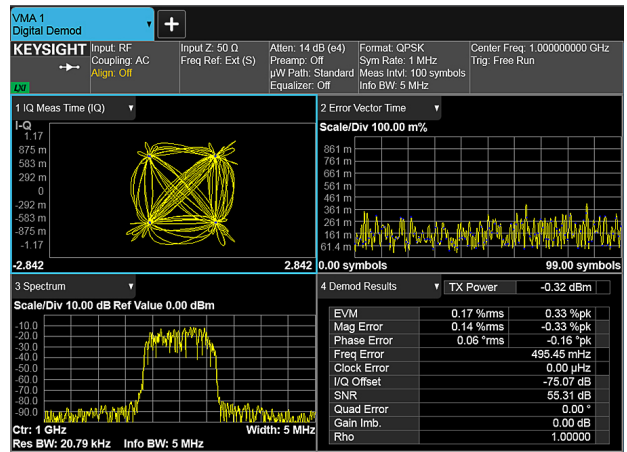 VMA 1
Digital Demod
KEYSIGHT
LXI
Input: RF
Coupling: AC
Align: Off
Input Z: 50 Ω
Freq Ref: Ext (S)
Atten: 14 dB (e4)
Preamp: Off
µW Path: Standard
Equalizer: Off
Format: QPSK
Sym Rate: 1 MHz
Meas Intvl: 100 symbols
Info BW: 5 MHz
Center Freq: 1.000000000 GHz
Trig: Free Run
1 IQ Meas Time (IQ)
I-Q
1.17
875 m
583 m
292 m
0
-292 m
-583 m
-875 m
-1.17
-2.842 2.842
2 Error Vector Time
Scale/Div 100.00 m%
861 m
761 m
661 m
561 m
461 m
361 m
261 m
161 m
61.4 m
0.00 symbols 99.00 symbols
3 Spectrum
Scale/Div 10.00 dB Ref Value 0.00 dBm
-10.0
-20.0
-30.0
-40.0
-50.0
-60.0
-70.0
-80.0
-90.0
Ctr: 1 GHz Width: 5 MHz
Res BW: 20.79 kHz Info BW: 5 MHz
4 Demod Results TX Power -0.32 dBm
EVM 0.17 %rms 0.33 %pk
Mag Error 0.14 %rms -0.33 %pk
Phase Error 0.06 °rms -0.16 °pk
Freq Error 495.45 mHz
Clock Error 0.00 µHz
I/Q Offset -75.07 dB
SNR 55.31 dB
Quad Error 0.00 °
Gain Imb. 0.00 dB
Rho 1.00000